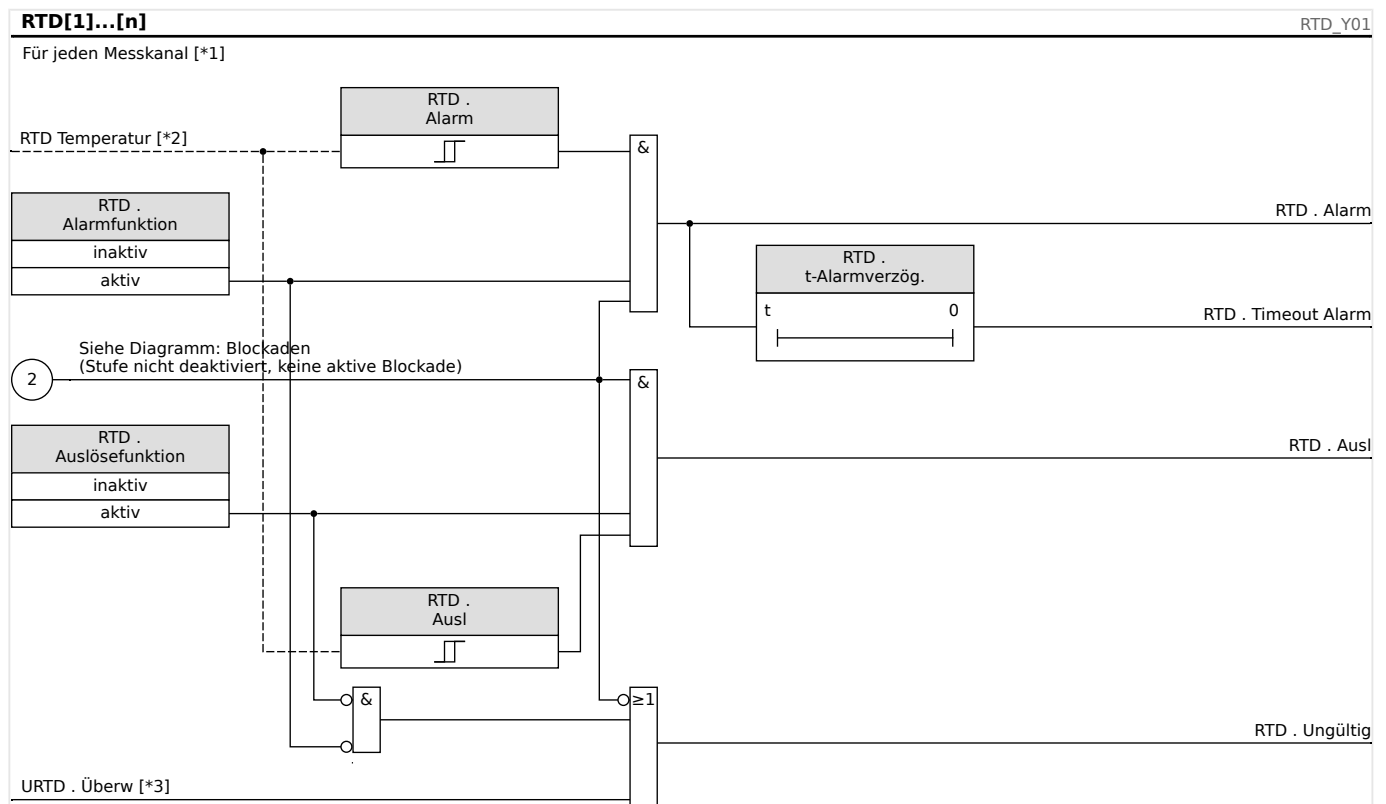 RTD[1]...[n]
RTD_Y01
Für jeden Messkanal [*1]
RTD .
Alarm
RTD Temperatur [*2]
&
RTD .
Alarmfunktion
inaktiv
aktiv
RTD . Alarm
RTD .
t-Alarmverzög.
t 0
RTD . Timeout Alarm
Siehe Diagramm: Blockaden
(Stufe nicht deaktiviert, keine aktive Blockade)
2
&
RTD .
Auslösefunktion
inaktiv
aktiv
RTD . Ausl
RTD .
Ausl
&
≥1
RTD . Ungültig
URTD . Überw [*3]